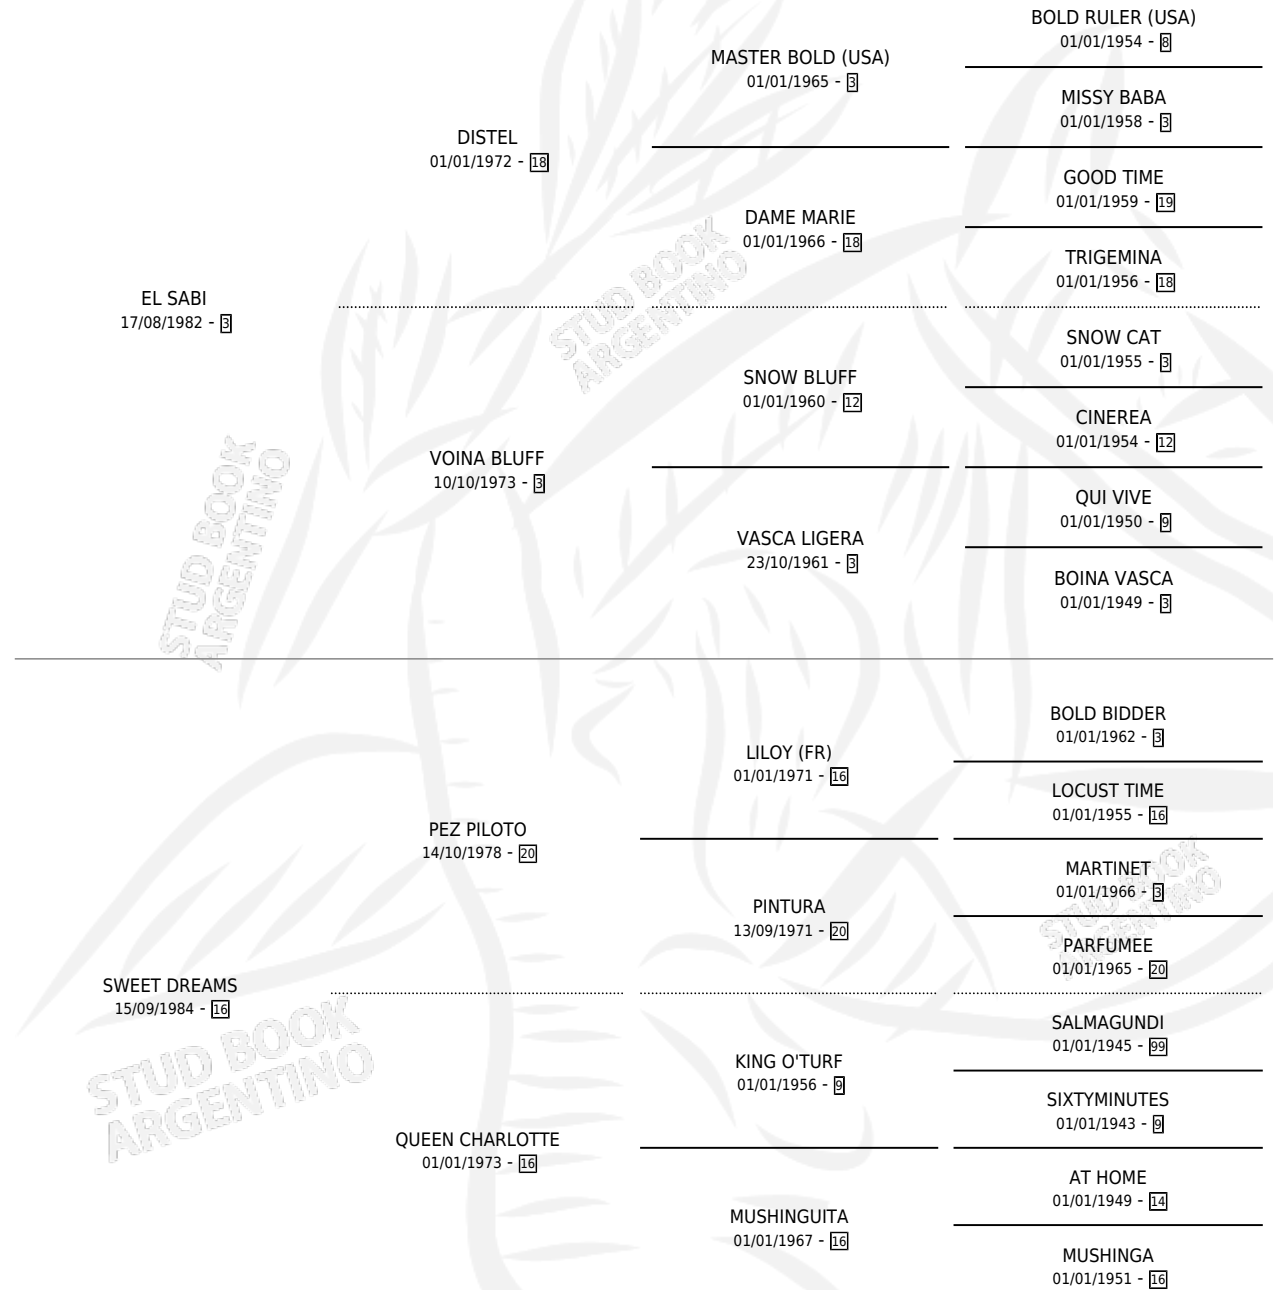 BOLD RULER (USA)
01/01/1954 - 8
MASTER BOLD (USA)
01/01/1965 - 3
MISSY BABA
01/01/1958 - 3
DISTEL
01/01/1972 - 18
GOOD TIME
01/01/1959 - 19
DAME MARIE
01/01/1966 - 18
TRIGEMINA
01/01/1956 - 18
EL SABI
17/08/1982 - 3
SNOW CAT
01/01/1955 - 3
SNOW BLUFF
01/01/1960 - 12
CINEREA
01/01/1954 - 12
VOINA BLUFF
10/10/1973 - 3
QUI VIVE
01/01/1950 - 9
VASCA LIGERA
23/10/1961 - 3
BOINA VASCA
01/01/1949 - 3
STUD BOOK
ARGENTINO
STUD BOOK
ARGENTINO
BOLD BIDDER
01/01/1962 - 3
LILOY (FR)
01/01/1971 - 16
LOCUST TIME
01/01/1955 - 16
PEZ PILOTO
14/10/1978 - 20
MARTINET
01/01/1966 - 3
PINTURA
13/09/1971 - 20
PARFUMEE
01/01/1965 - 20
SWEET DREAMS
15/09/1984 - 16
SALMAGUNDI
01/01/1945 - 99
KING O'TURF
01/01/1956 - 9
SIXTYMINUTES
01/01/1943 - 9
QUEEN CHARLOTTE
01/01/1973 - 16
AT HOME
01/01/1949 - 14
MUSHINGUITA
01/01/1967 - 16
MUSHINGA
01/01/1951 - 16
STUD BOOK
ARGENTINO
STUD BOOK
ARGENTINO